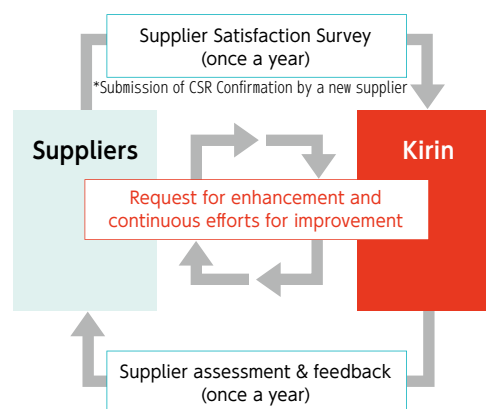 Supplier Satisfaction Survey
(once a year)
*Submission of CSR Confirmation by a new supplier
Suppliers
Kirin
Request for enhancement and
continuous efforts for improvement
Supplier assessment & feedback
(once a year)